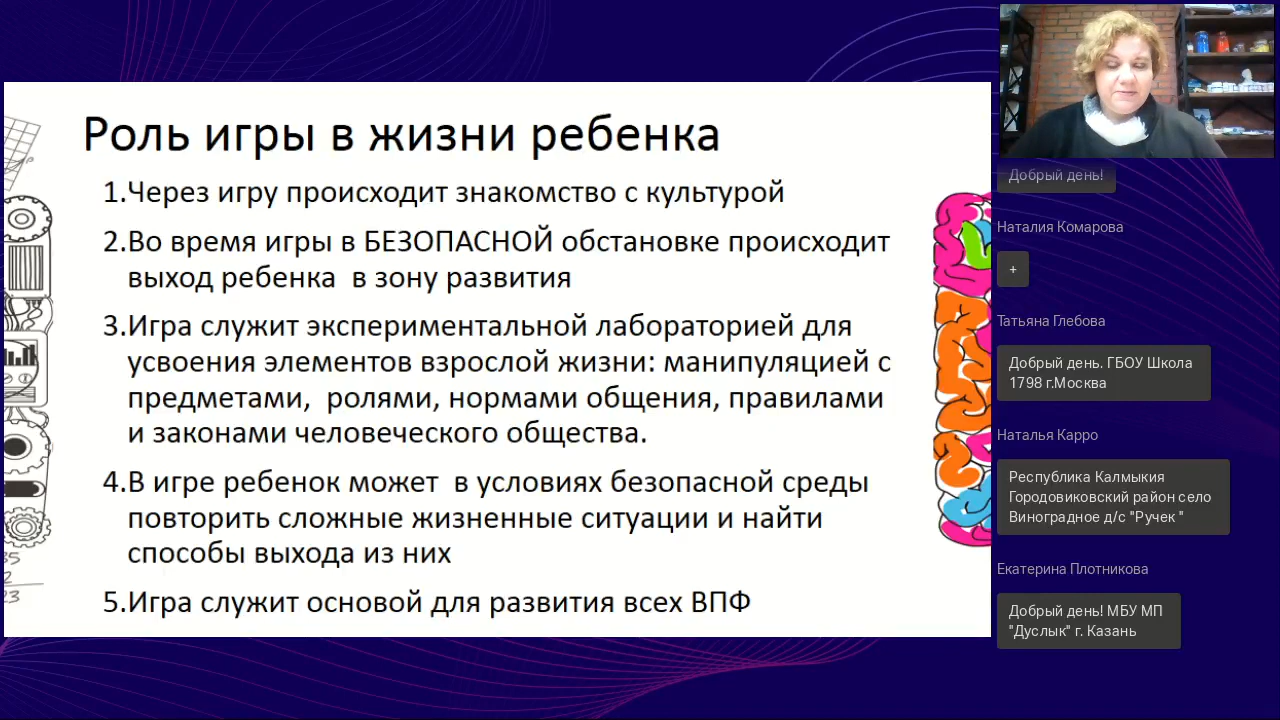 Роль игры в жизни ребенка
1.Через игру происходит знакомство с культурой
2.Во время игры в БЕЗОПАСНОЙ обстановке происходит
выход ребенка в зону развития
3.Игра служит экспериментальной лабораторией для
усвоения элементов взрослой жизни: манипуляцией с
предметами, ролями, нормами общения, правилами
и законами человеческого общества.
4.В игре ребенок может в условиях безопасной среды
повторить сложные жизненные ситуации и найти
способы выхода из них
5.Игра служит основой для развития всех ВПФ
Добрый день!
Наталия Комарова
+
Татьяна Глебова
Добрый день. ГБОУ Школа
1798 г.Москва
Наталья Карро
Республика Калмыкия
Городовиковский район село
Виноградное д/с "Ручек "
Екатерина Плотникова
Добрый день! МБУ МП
"Дуслык" г. Казань